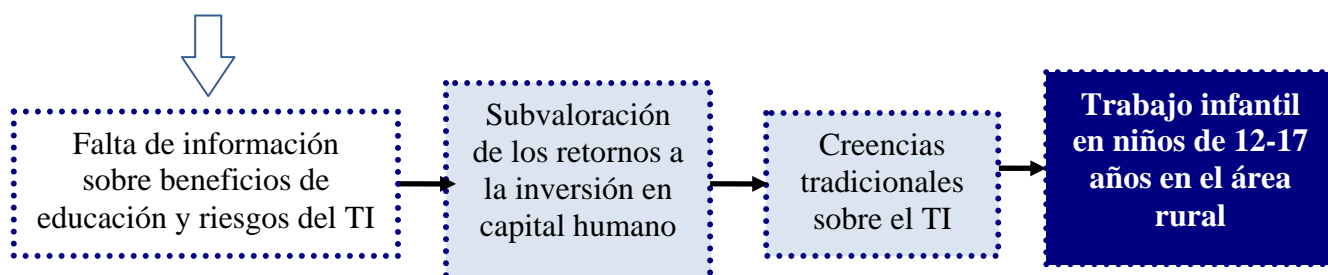 Falta de información
sobre beneficios de
educación y riesgos del TI
Subvaloración
de los retornos a
la inversión en
capital humano
Creencias
tradicionales
sobre el TI
Trabajo infantil
en niños de 12-17
años en el área
rural